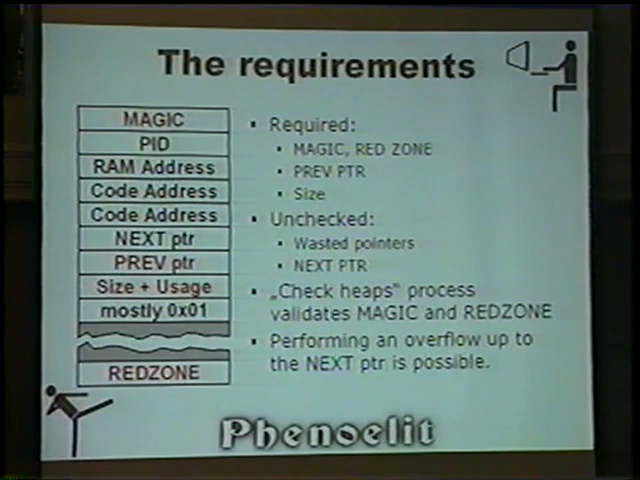 The requirements
MAGIC
PID
RAM Address
Code Address
Code Address
NEXT ptr
PREV ptr
Size + Usage
mostly 0x01
REDZONE
Required:
MAGIC, RED ZONE
PREV PTR
Size
Unchecked:
Wasted pointers
NEXT PTR
„Check heaps“ process
validates MAGIC and REDZONE
Performing an overflow up to
the NEXT ptr is possible.
Phenoelit